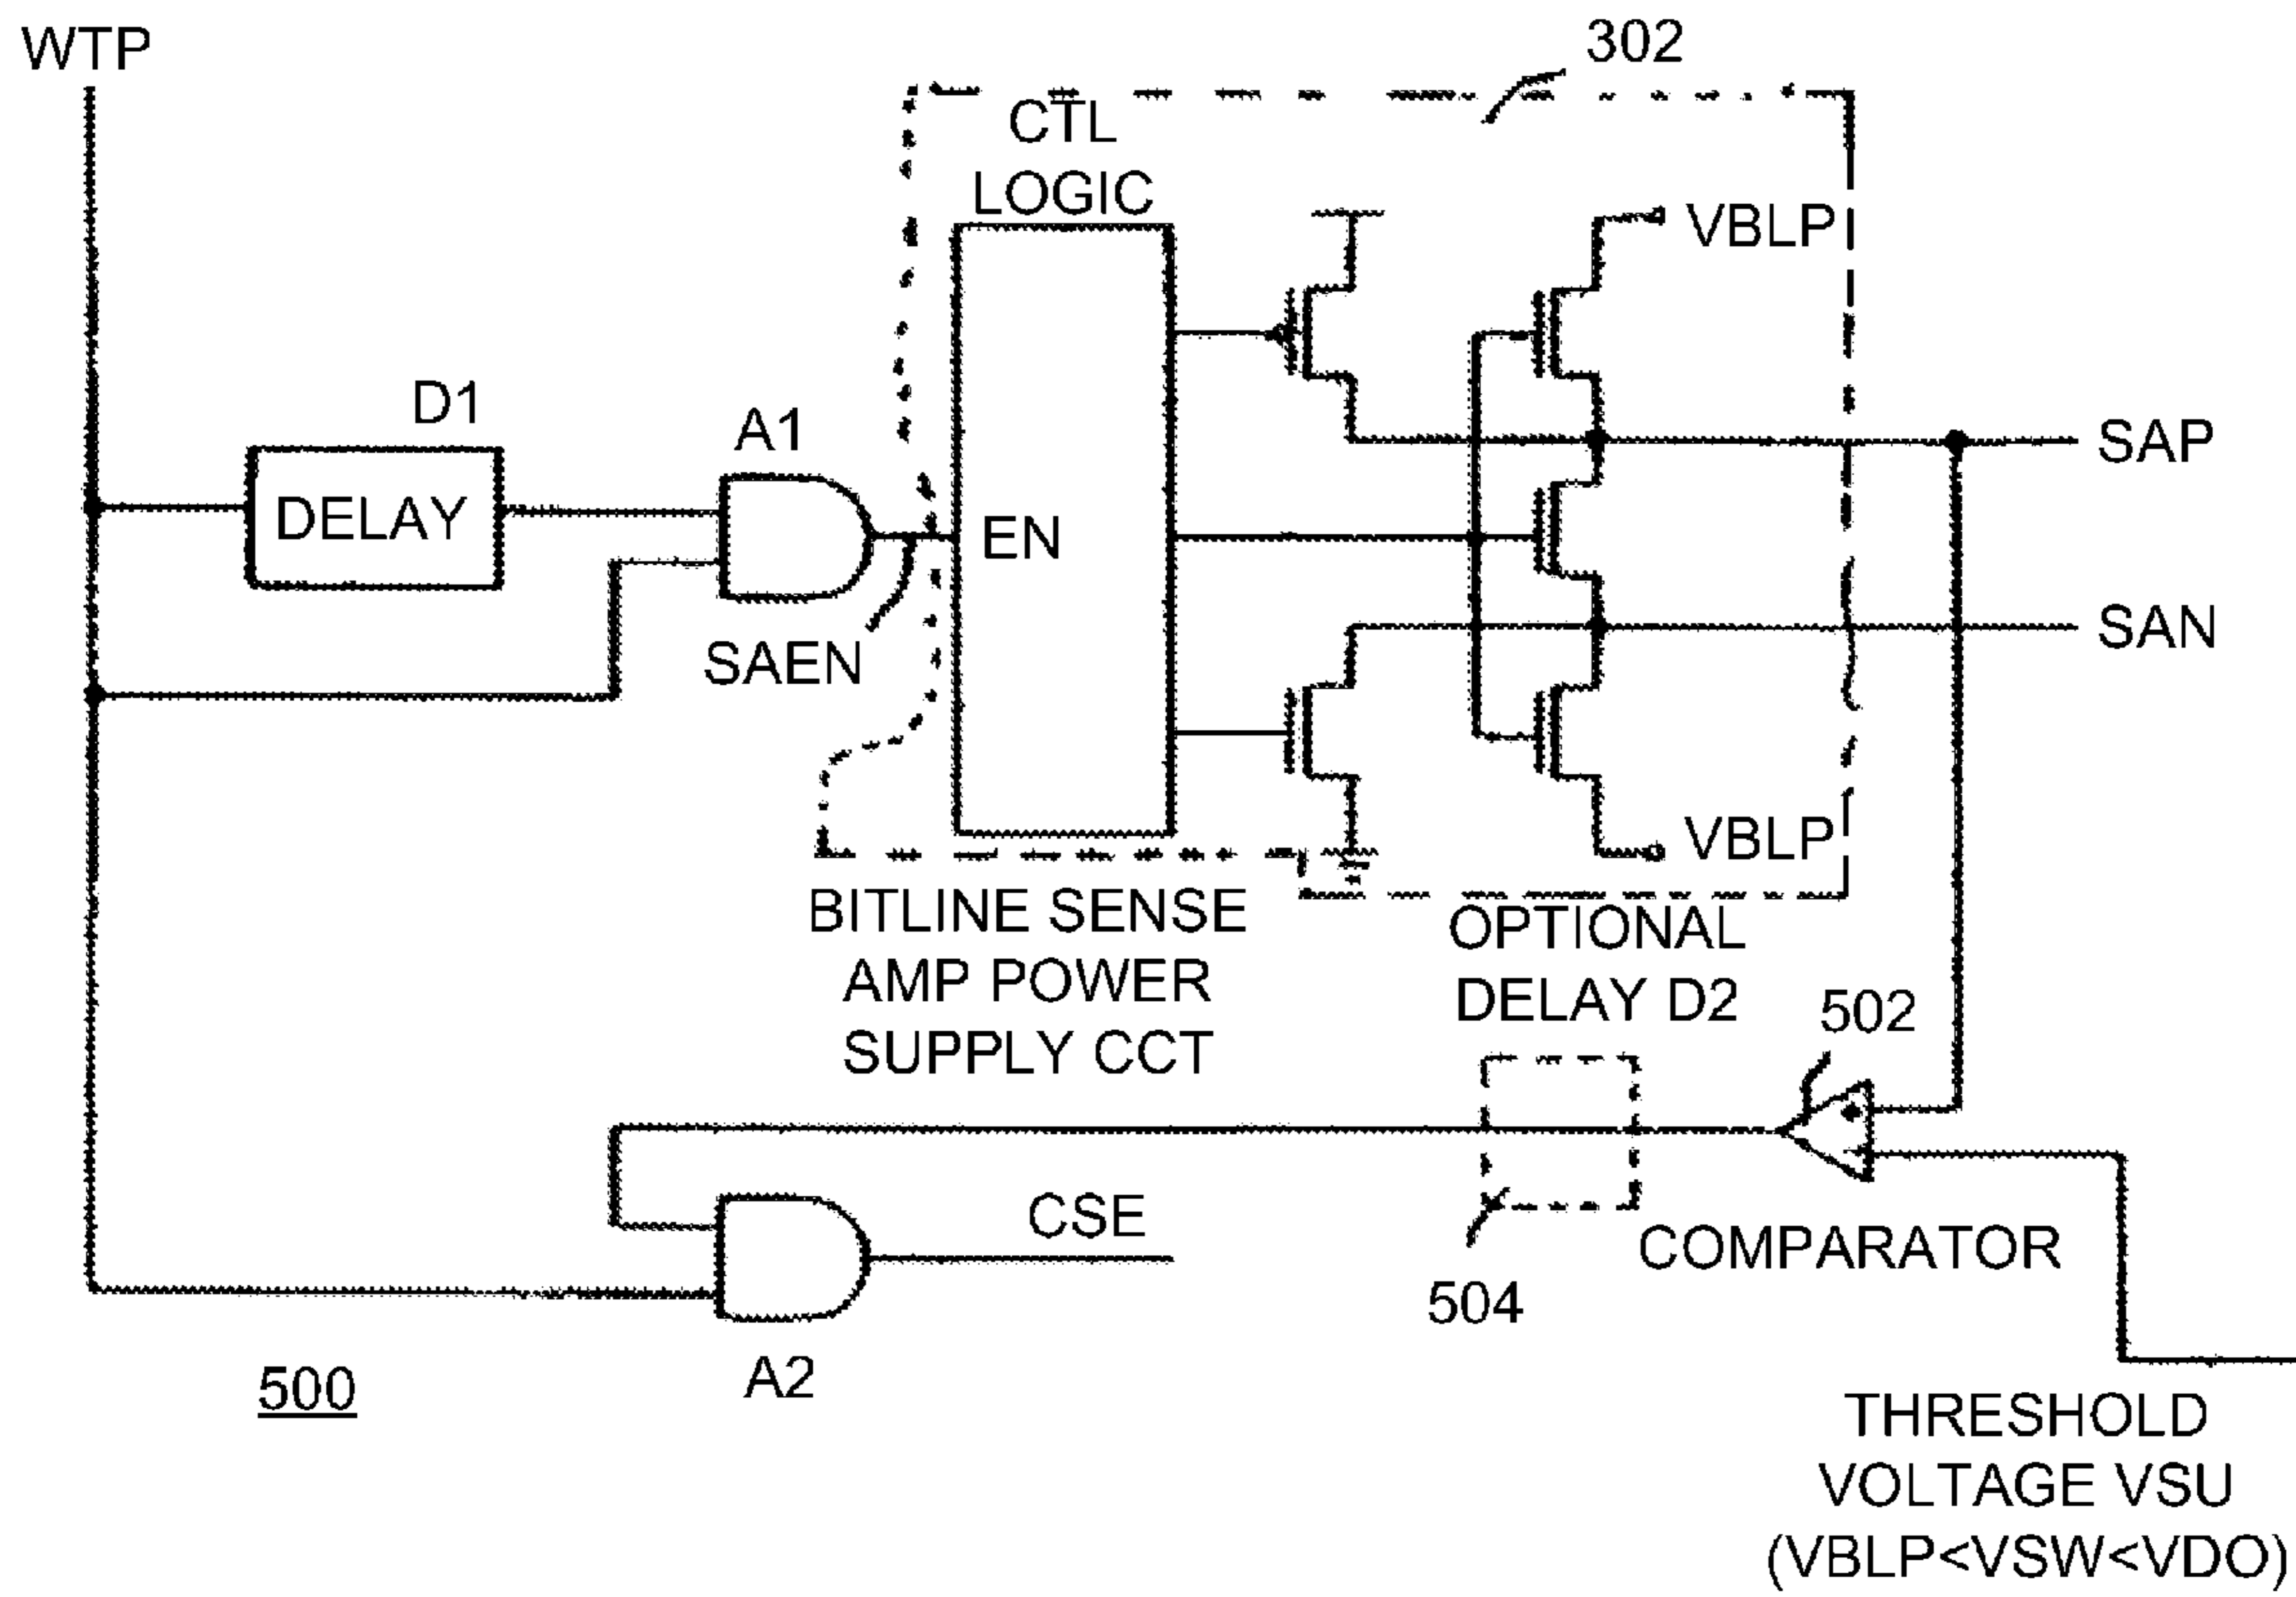 WTP
302
CTL
LOGIC
VBLP
D1
A1
SAP
DELAY
EN
SAEN
SAN
VBLP
BITLINE SENSE
AMP POWER
SUPPLY CCT
OPTIONAL
DELAY D2
502
CSE
COMPARATOR
504
A2
500
THRESHOLD
VOLTAGE VSU
(VBLP<VSW<VDO)